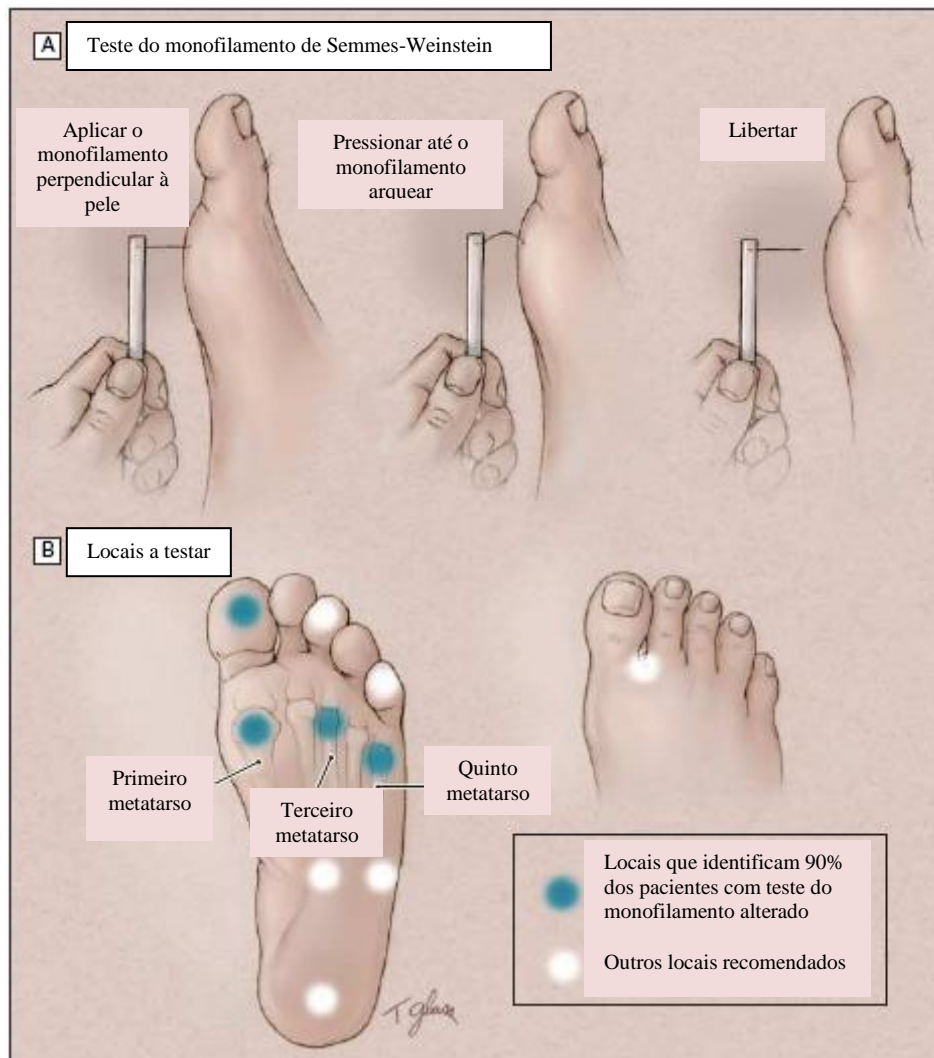 A
Teste do monofilamento de Semmes-Weinstein
Aplicar o
monofilamento
perpendicular à
pele
Pressionar até o
monofilamento
arquear
Libertar
B
Locais a testar
Primeiro
metatarso
Terceiro
metatarso
Quinto
metatarso
Locais que identificam 90%
dos pacientes com teste do
monofilamento alterado
Outros locais recomendados